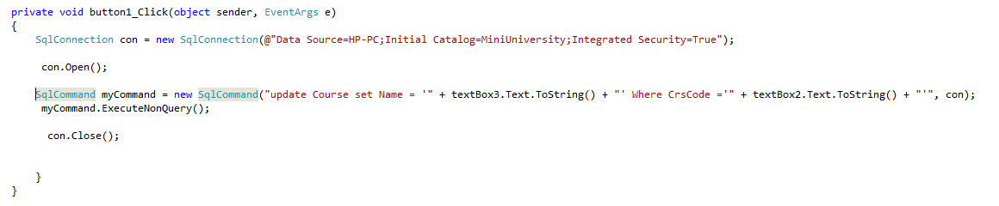 private void button1_Click(object sender, EventArgs e)
{
SqlConnection con = new SqlConnection(@"Data Source=HP-PC;Initial Catalog=MiniUniversity;Integrated Security=True");
con.Open();
SqlCommand myCommand = new SqlCommand("update Course set Name = '" + textBox3.Text.ToString() + "' Where CrsCode ='" + textBox2.Text.ToString() + "'", con);
myCommand.ExecuteNonQuery();
con.Close();
}
}